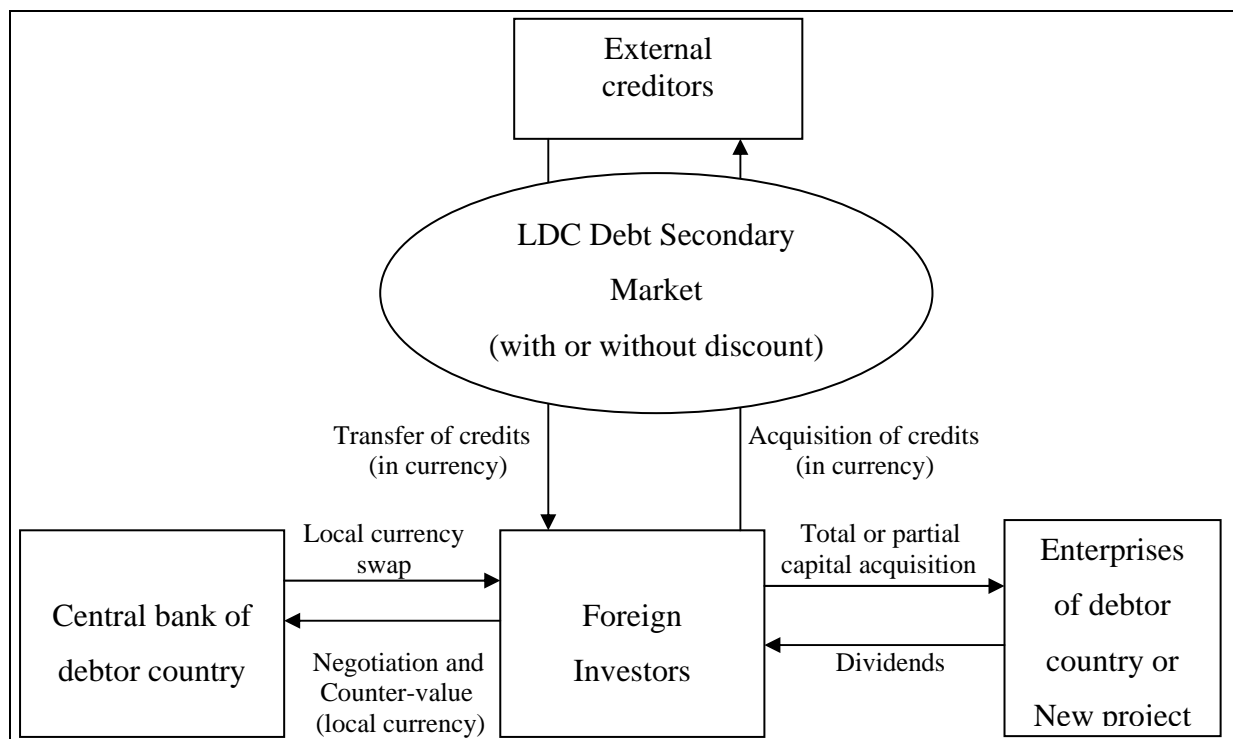 External
creditors
LDC Debt Secondary
Market
(with or without discount)
Transfer of credits
(in currency)
Acquisition of credits
(in currency)
Central bank of
debtor country
Local currency
swap
Negotiation and
Counter-value
(local currency)
Foreign
Investors
Total or partial
capital acquisition
Dividends
Enterprises
of debtor
country or
New project